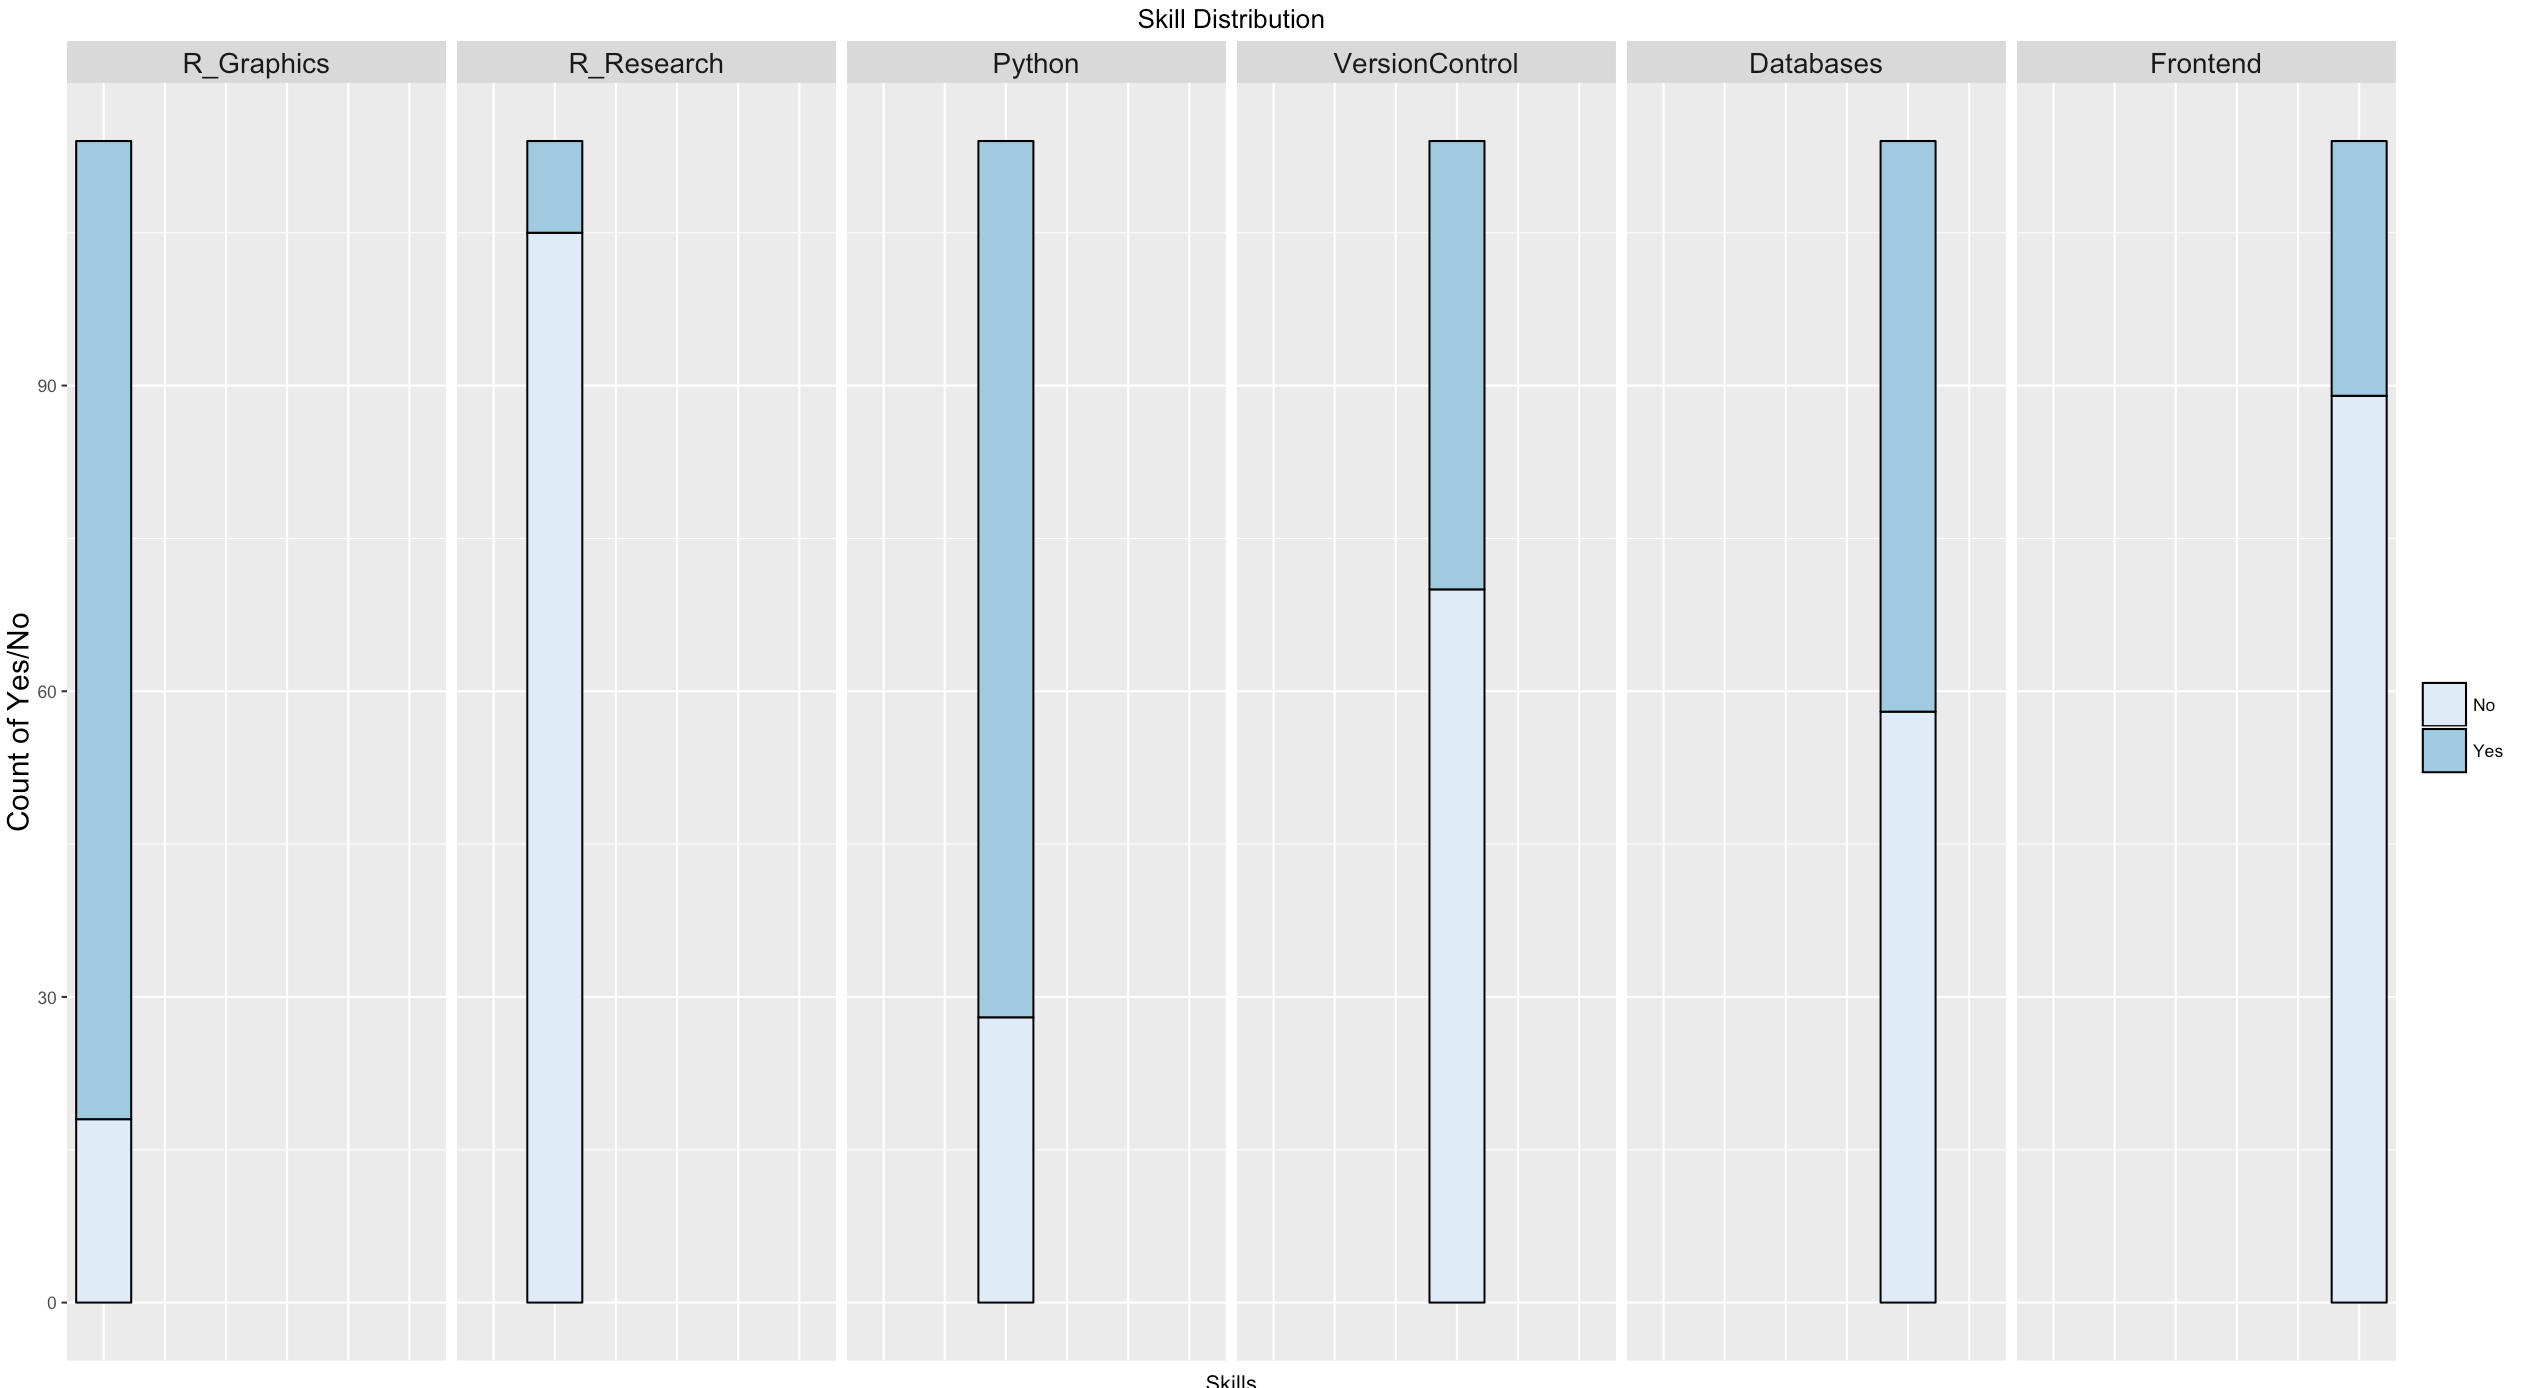 Skill Distribution
R_Graphics R_Research Python VersionControl Databases Frontend
90
60
30
0
Count of Yes/No
No
Yes
Skills